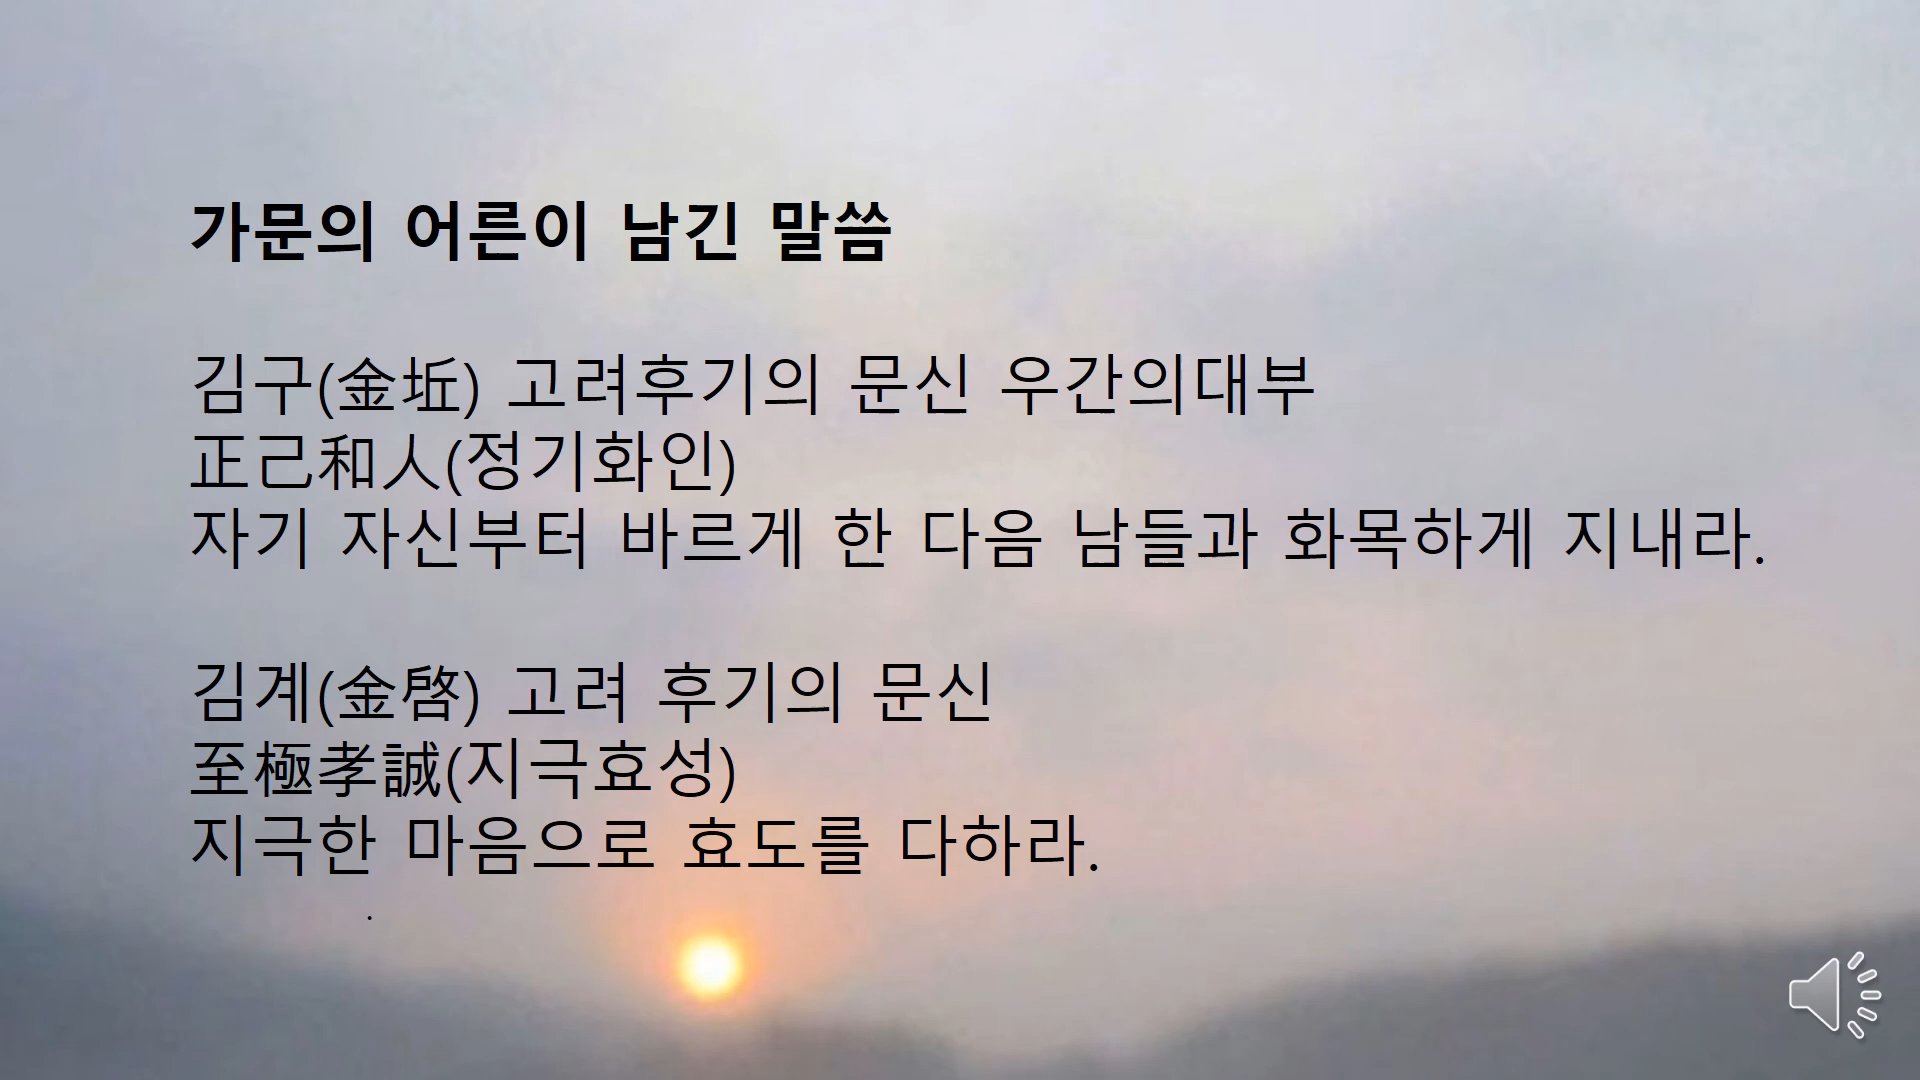 가문의 어른이 남긴 말씀
김구(金坵) 고려후기의 문신 우간의대부
正己和人(정기화인)
자기 자신부터 바르게 한 다음 남들과 화목하게 지내라.
김계(金啓) 고려 후기의 문신
至極孝誠(지극효성)
지극한 마음으로 효도를 다하라.
.